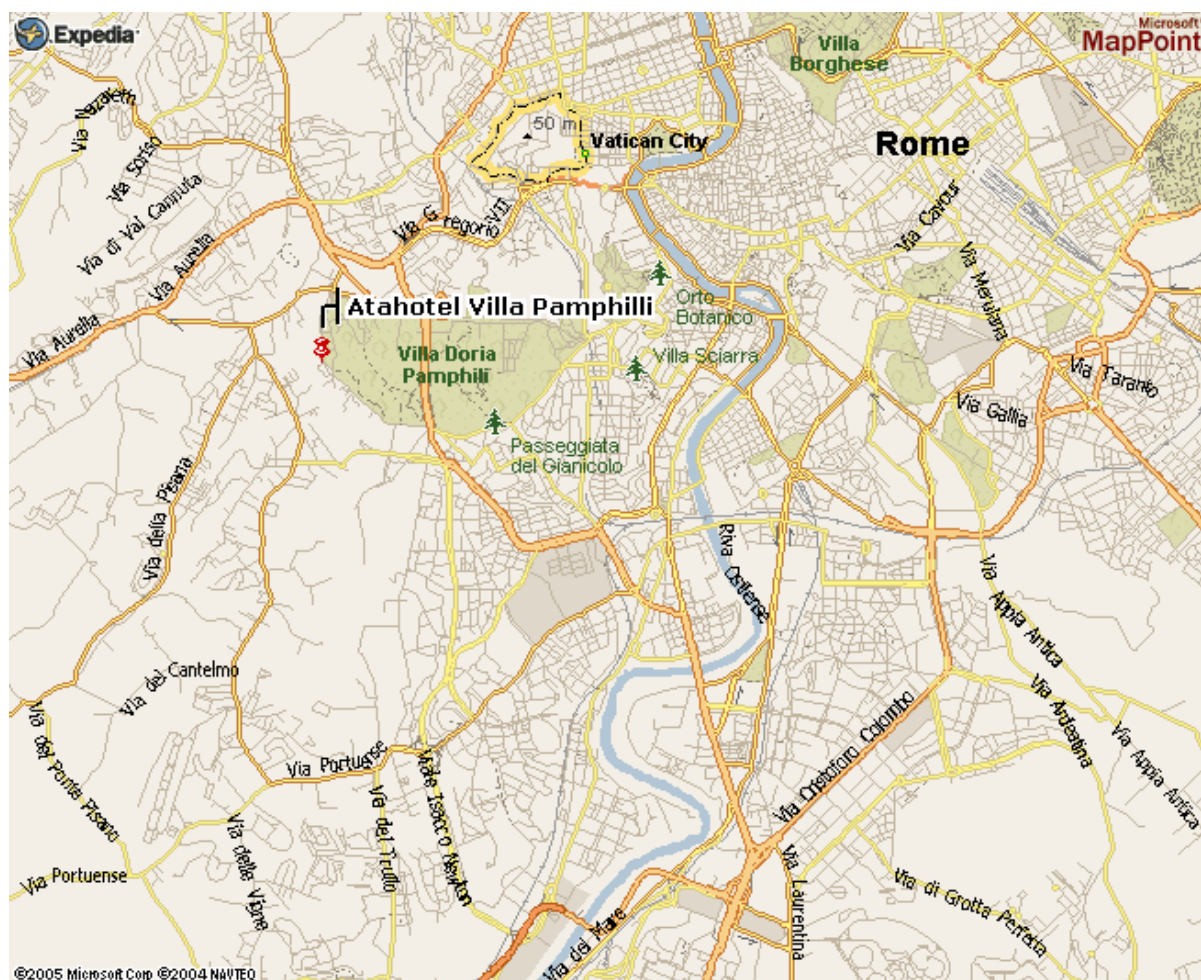 Expedia
Microsoft
MapPoint
Villa
Borghese
Via Nazareth
Via Soriso
50 m
Vatican City
Rome
Via di Val Cannuta
Via Gregorio VII
Via Cavour
Via Aurelia
Via Merulana
Orto
Botanico
Atahotel Villa Pamphilli
Via Aurelia
Villa Doria
Pamphili
Villa Sciarra
Via Taranto
Via Gallia
Passeggiata
del Gianicolo
Via della Pisana
Riva Ostiense
Via Appia Antica
Via del Cantelmo
Via Ardeatina
Via del Ponte Pisano
Via Portuense
Viale Isacco Newton
Via Cristoforo Colombo
Via Appia Antica
Via del Trullo
Via delle Vigne
Via Portuense
Via Laurentina
Via di Grotta Perfetta
Via del Mare
©2005 Microsoft Corp ©2004 NAVTEQ